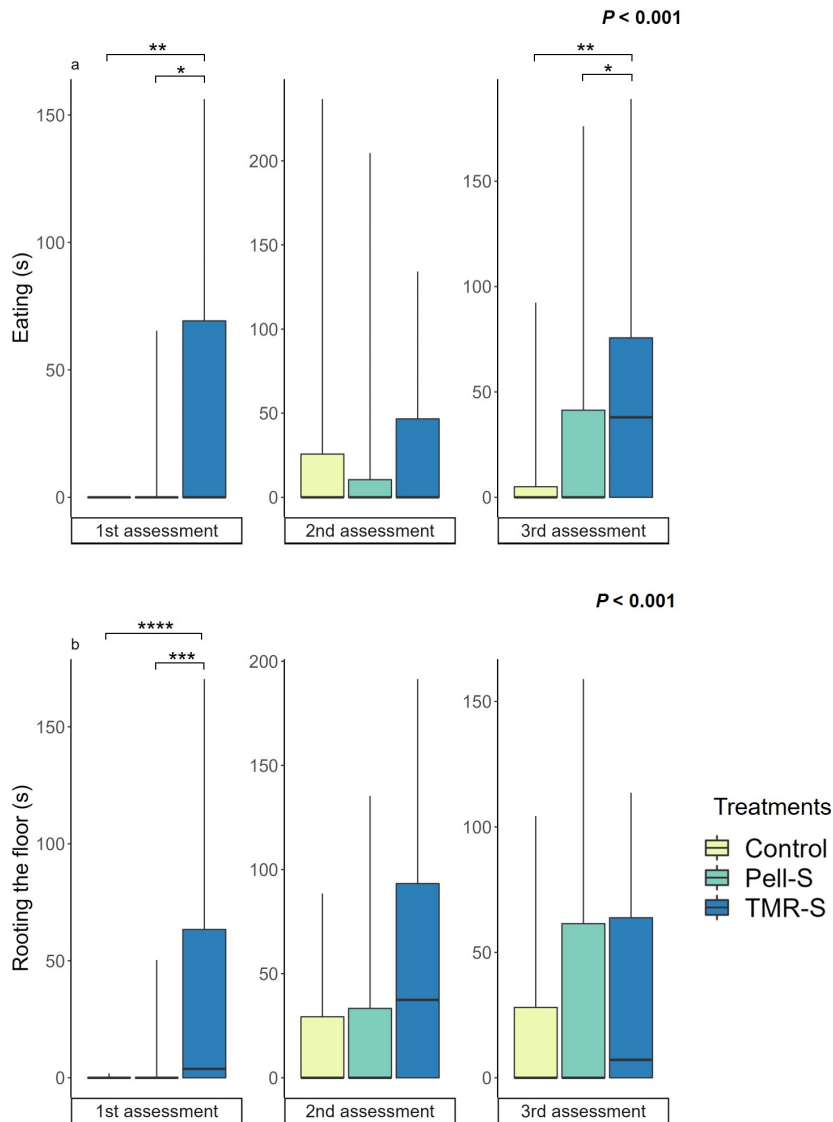 P < 0.001
** **
a * *
Eating (s)
150
100
50
0
200
150
100
50
0
150
100
50
0
1st assessment 2nd assessment 3rd assessment
P < 0.001
****
b ***
Rooting the floor (s)
150
100
50
0
200
150
100
50
0
150
100
50
0
Treatments
Control
Pell-S
TMR-S
1st assessment 2nd assessment 3rd assessment